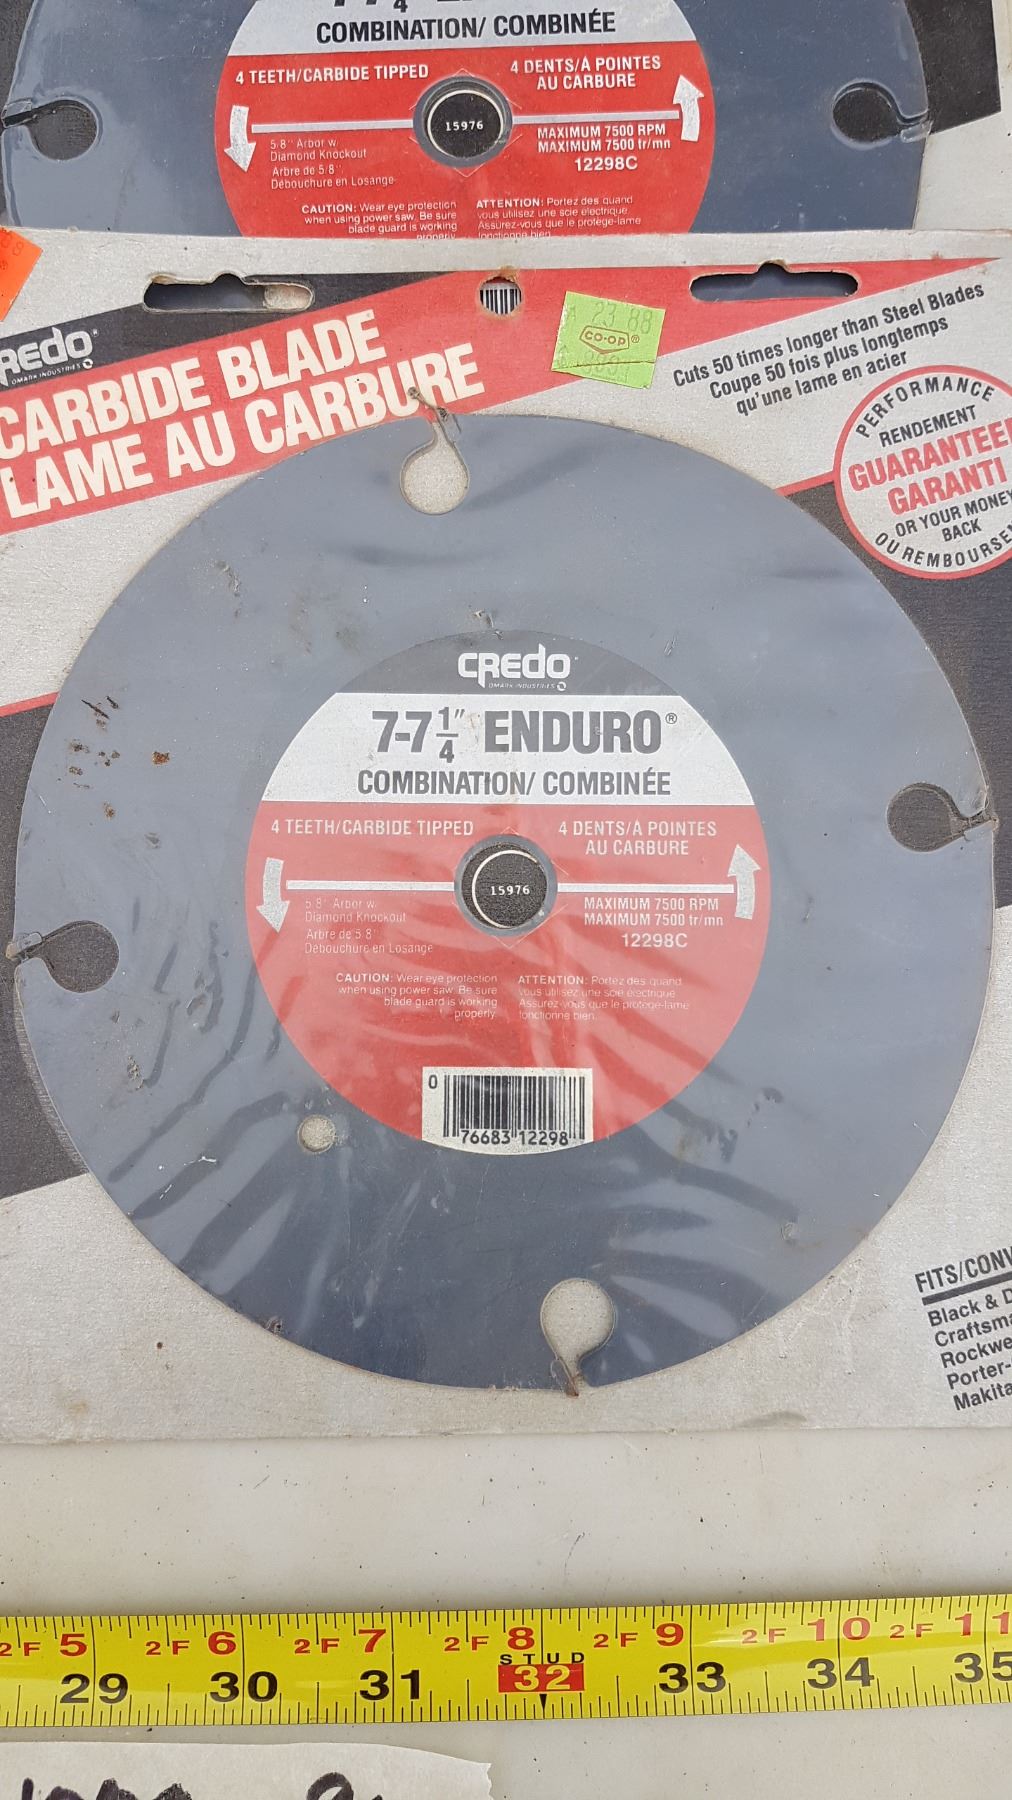 COMBINATION/ COMBINÉE
4 TEETH/CARBIDE TIPPED
4 DENTS/À POINTES
AU CARBURE
15976
5/8" Arbor w.
Diamond Knockout
Arbre de 5/8"
Débouchure en Losange
MAXIMUM 7500 RPM
MAXIMUM 7500 tr/mn
12298C
CAUTION: Wear eye protection
when using power saw. Be sure
blade guard is working
properly.
ATTENTION: Portez des quand
vous utilisez une scie électrique
Assurez-vous que le protège-lame
fonctionne bien.
REDO
OMARK INDUSTRIES
CARBIDE BLADE
LAME AU CARBURE
23 88
CO-OP®
Cuts 50 times longer than Steel Blades
Coupe 50 fois plus longtemps
qu'une lame en acier
PERFORMANCE
RENDEMENT
GUARANTEE
GARANTI
OR YOUR MONEY
BACK
OU REMBOURSE
CREDO
OMARK INDUSTRIES
7-7 1/4" ENDURO®
COMBINATION/ COMBINÉE
4 TEETH/CARBIDE TIPPED
4 DENTS/À POINTES
AU CARBURE
15976
5/8" Arbor w.
Diamond Knockout
Arbre de 5/8"
Débouchure en Losange
MAXIMUM 7500 RPM
MAXIMUM 7500 tr/mn
12298C
CAUTION: Wear eye protection
when using power saw. Be sure
blade guard is working
properly.
ATTENTION: Portez des quand
vous utilisez une scie électrique
Assurez-vous que le protège-lame
fonctionne bien.
0 76683 12298
FITS/CONV
Black & D
Craftsma
Rockwe
Porter-
Makita
2F 5 2F 6 2F 7 2F 8 2F 9 2F 10 2F 11
STUD
29 30 31 32 33 34 35